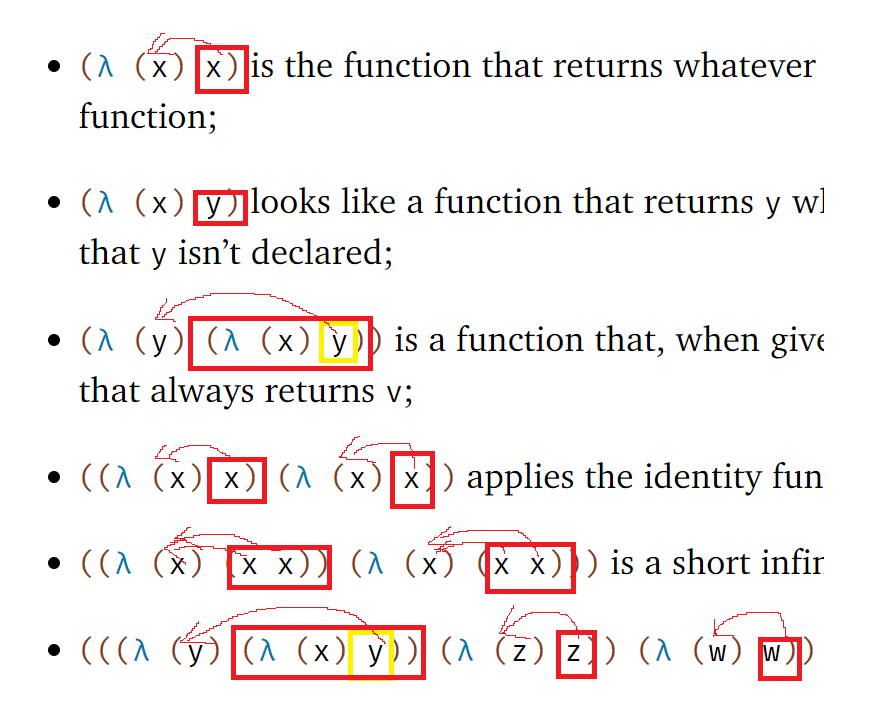 • (λ (x) x) is the function that returns whatever
function;
• (λ (x) y) looks like a function that returns y
that y isn’t declared;
• (λ (y) (λ (x) y)) is a function that, when give
that always returns v;
• ((λ (x) x) (λ (x) x)) applies the identity fun
• ((λ (x) (x x)) (λ (x) (x x))) is a short infin
• (((λ (y) (λ (x) y)) (λ (z) z)) (λ (w) w))